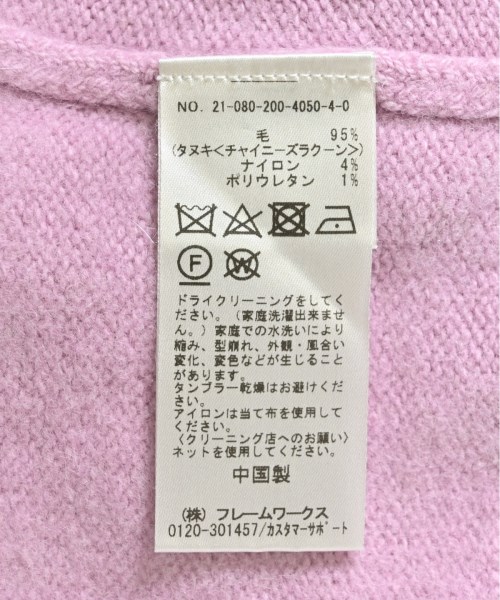 NO. 21-080-200-4050-4-0
毛 95%
(タヌキ<チャイニーズラクーン>)
ナイロン 4%
ポリウレタン 1%
F W
ドライクリーニングをしてく
ださい。(家庭洗濯出来ませ
ん。)家庭での水洗いにより
縮み、型崩れ、外観・風合い
変化、変色などが生じること
があります。
タンブラー乾燥はお避けくだ
さい。
アイロンは当て布を使用して
ください。
〈クリーニング店へのお願い〉
ネットを使用してください。
中国製
(株) フレームワークス
0120-301457/カスタマーサポート